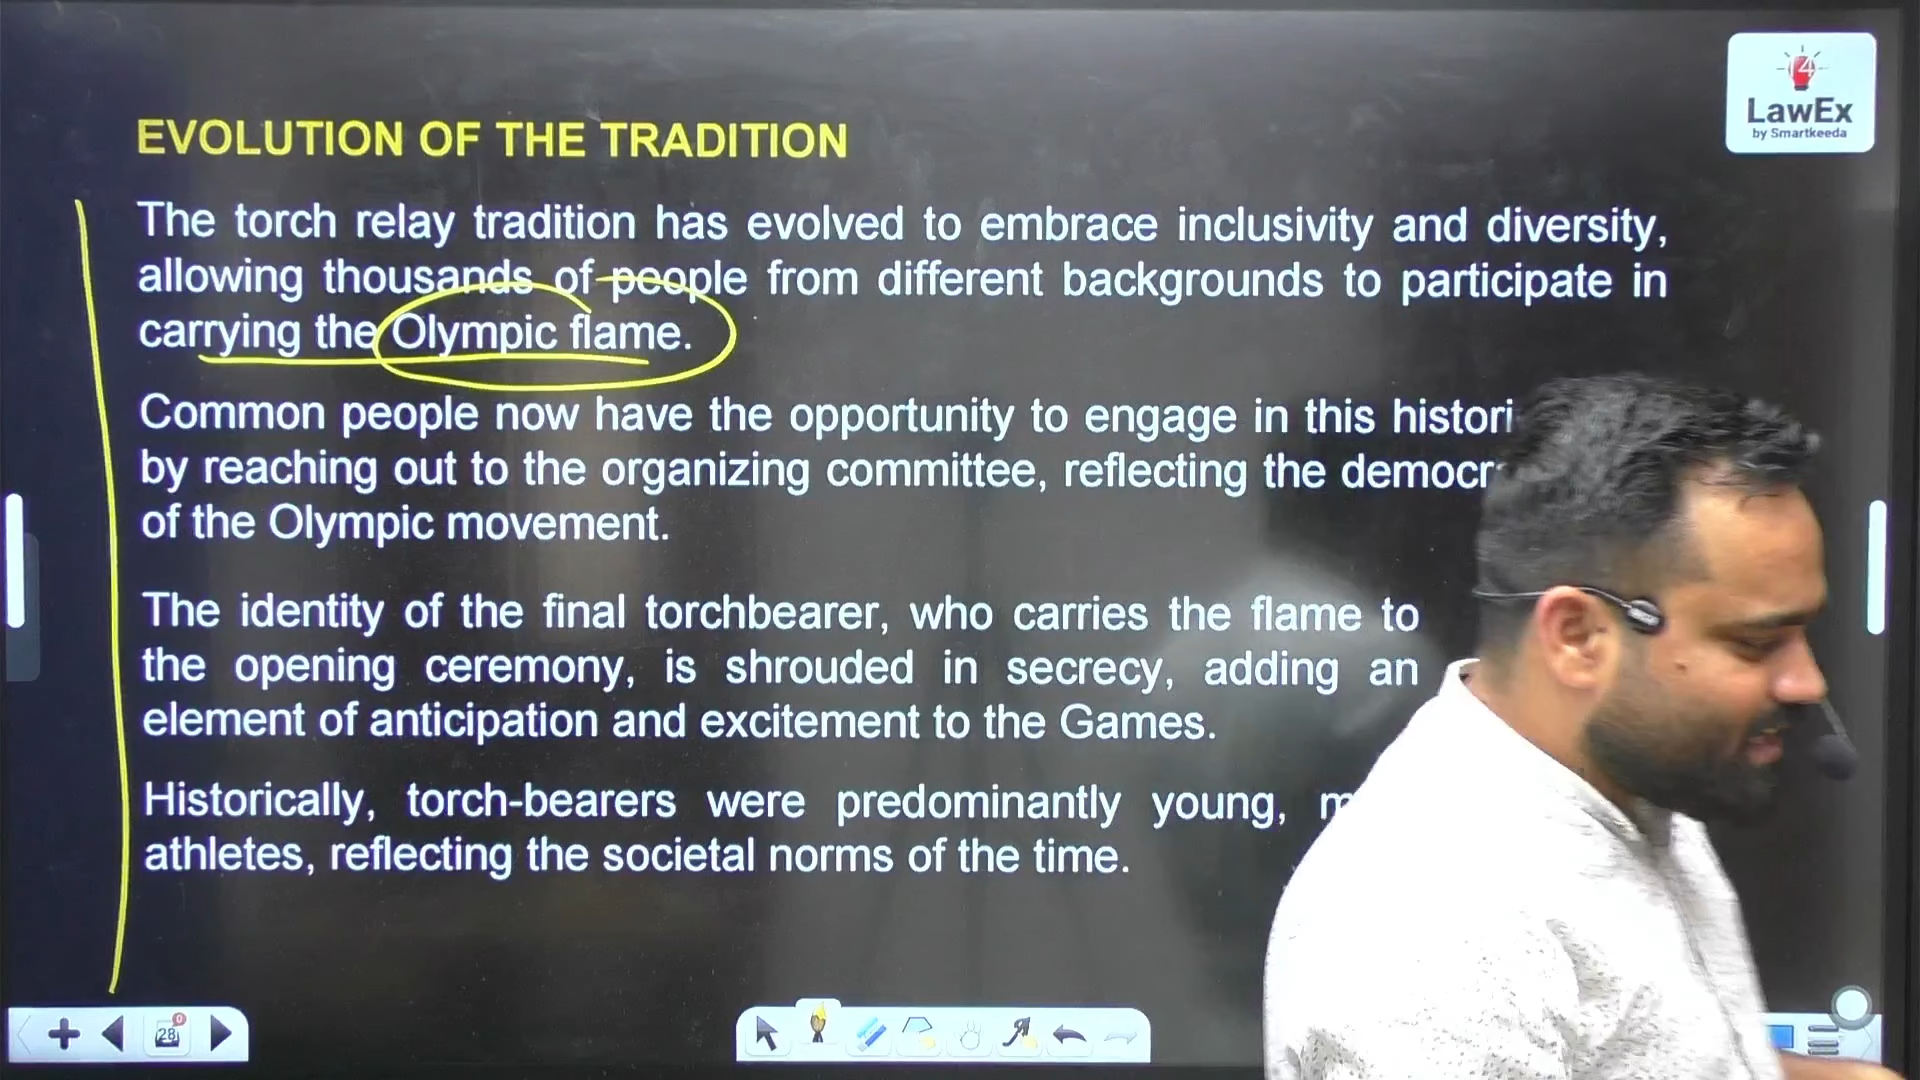 LawEx
by Smartkeeda
EVOLUTION OF THE TRADITION
The torch relay tradition has evolved to embrace inclusivity and diversity,
allowing thousands of people from different backgrounds to participate in
carrying the Olympic flame.
Common people now have the opportunity to engage in this
by reaching out to the organizing committee, reflecting the
of the Olympic movement.
The identity of the final torchbearer, who carries the flame to
the opening ceremony, is shrouded in secrecy, adding an
element of anticipation and excitement to the Games.
Historically, torch-bearers were predominantly young,
athletes, reflecting the societal norms of the time.
28